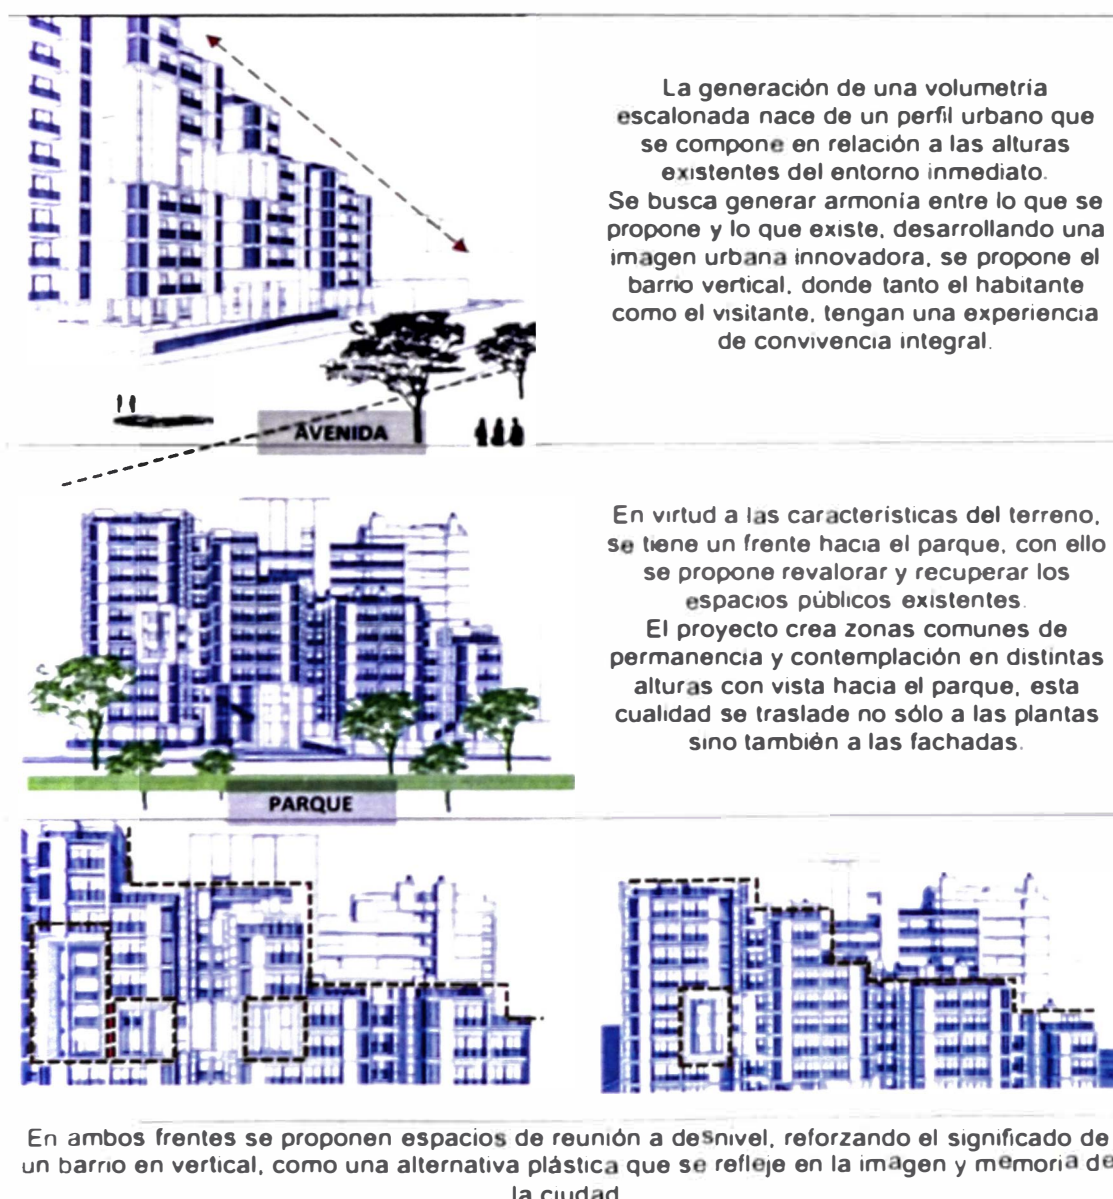 La generación de una volumetría
escalonada nace de un perfil urbano que
se compone en relación a las alturas
existentes del entorno inmediato.
Se busca generar armonía entre lo que se
propone y lo que existe, desarrollando una
imagen urbana innovadora, se propone el
barrio vertical, donde tanto el habitante
como el visitante, tengan una experiencia
de convivencia integral.
AVENIDA
En virtud a las características del terreno,
se tiene un frente hacia el parque, con ello
se propone revalorar y recuperar los
espacios públicos existentes.
El proyecto crea zonas comunes de
permanencia y contemplación en distintas
alturas con vista hacia el parque, esta
cualidad se traslade no sólo a las plantas
sino también a las fachadas.
PARQUE
En ambos frentes se proponen espacios de reunión a desnivel, reforzando el significado de
un barrio en vertical, como una alternativa plástica que se refleje en la imagen y memoria de
la ciudad